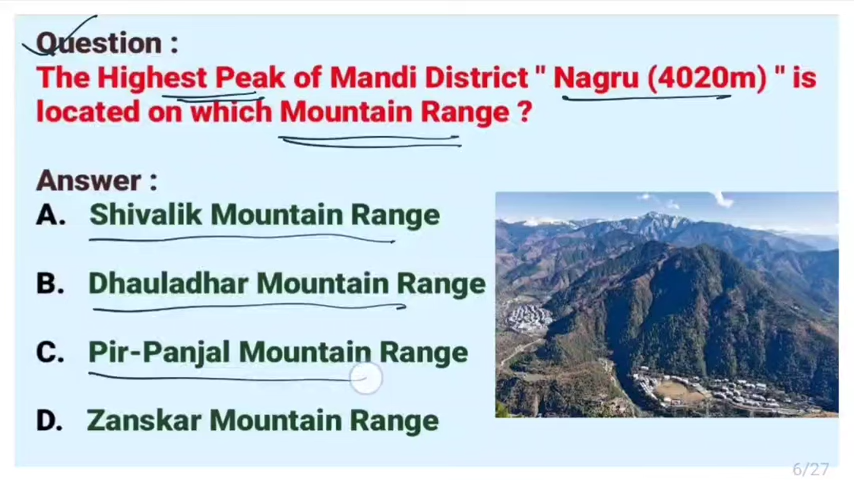 Question :
The Highest Peak of Mandi District " Nagru (4020m) " is
located on which Mountain Range ?
Answer :
A. Shivalik Mountain Range
B. Dhauladhar Mountain Range
C. Pir-Panjal Mountain Range
D. Zanskar Mountain Range
6/27